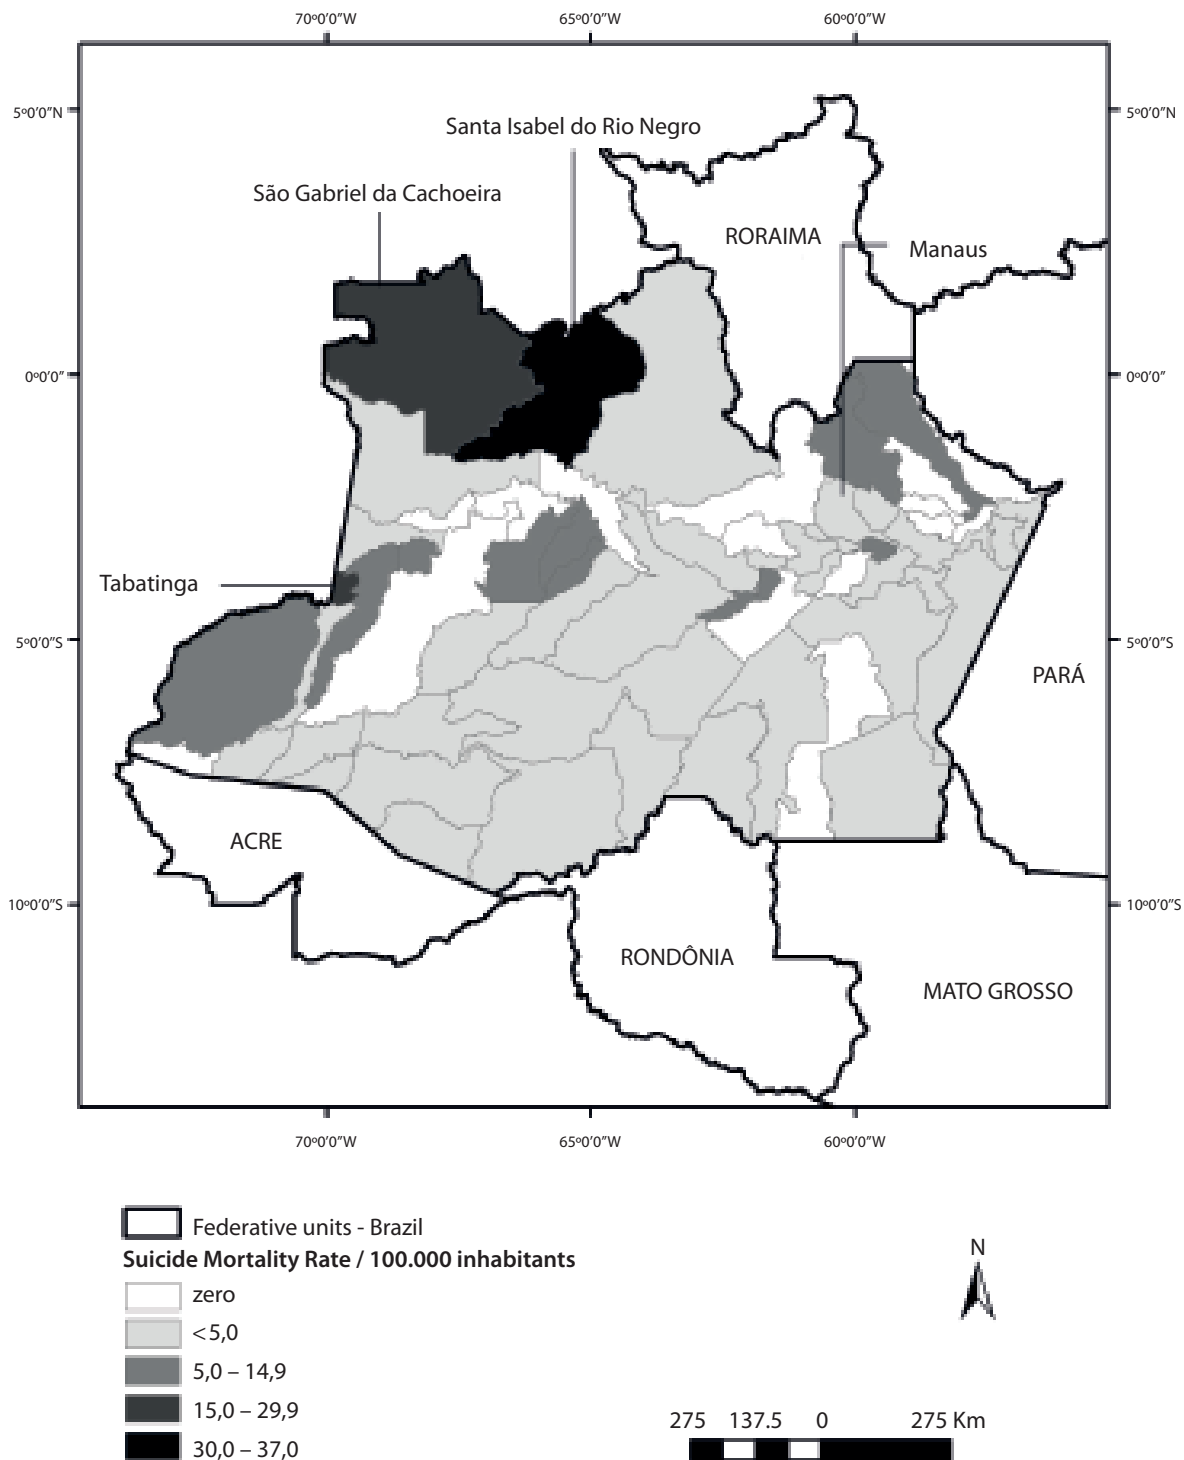 70º0'0"W 65º0'0"W 60º0'0"W
5º0'0"N 5º0'0"N
Santa Isabel do Rio Negro
São Gabriel da Cachoeira
RORAIMA
Manaus
0º0'0" 0º0'0"
Tabatinga
5º0'0"S 5º0'0"S
PARÁ
ACRE
10º0'0"S 10º0'0"S
RONDÔNIA
MATO GROSSO
70º0'0"W 65º0'0"W 60º0'0"W
Federative units - Brazil
Suicide Mortality Rate / 100.000 inhabitants
zero
<5,0
5,0 – 14,9
15,0 – 29,9
30,0 – 37,0
N
275 137.5 0 275 Km